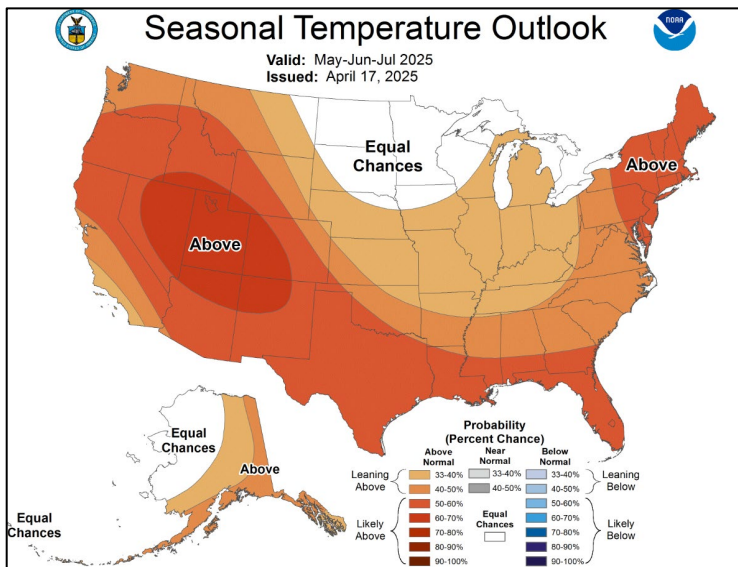 Seasonal Temperature Outlook
NOAA
Valid: May-Jun-Jul 2025
Issued: April 17, 2025
Equal
Chances
Above
Above
Equal
Chances
Above
Equal
Chances
Probability
(Percent Chance)
Above
Normal
Near
Normal
Below
Normal
Leaning
Above
33-40%
40-50%
33-40%
40-50%
33-40%
40-50%
Leaning
Below
Likely
Above
50-60%
60-70%
70-80%
80-90%
90-100%
Equal
Chances
50-60%
60-70%
70-80%
80-90%
90-100%
Likely
Below